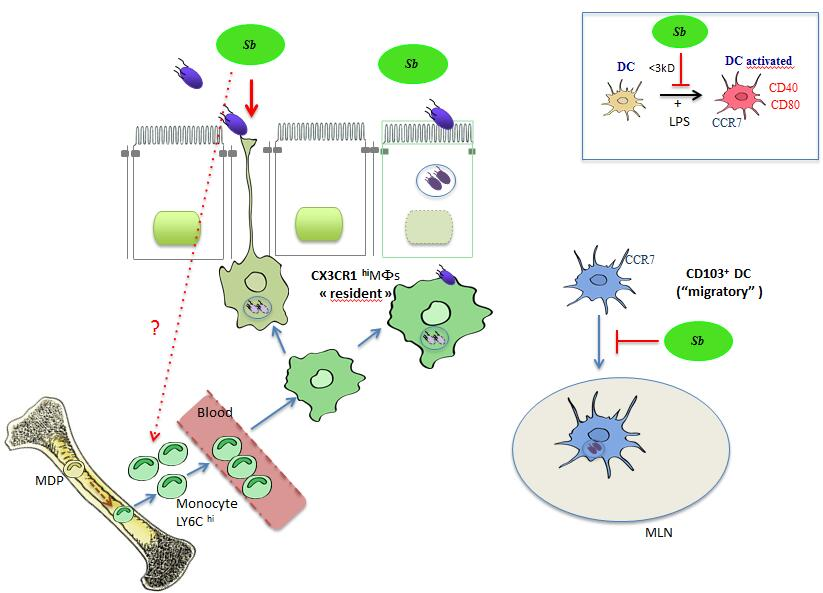 Sb
Sb
Sb
DC
<3kD
+
LPS
DC activated
CD40
CD80
CCR7
CX3CR1 hiMΦs
« resident »
CCR7
CD103+ DC
("migratory" )
Sb
?
Blood
MDP
Monocyte
LY6C hi
MLN